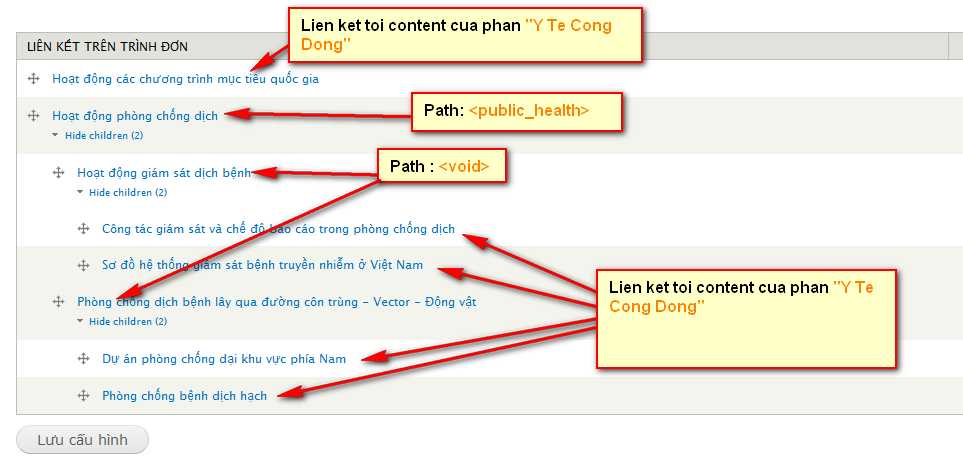 Lien ket toi content cua phan "Y Te Cong
Dong"
LIÊN KẾT TRÊN TRÌNH ĐƠN
Hoạt động các chương trình mục tiêu quốc gia
Path: <public_health>
Hoạt động phòng chống dịch
Hide children (2)
Path : <void>
Hoạt động giám sát dịch bệnh
Hide children (2)
Công tác giám sát và chế độ báo cáo trong phòng chống dịch
Sơ đồ hệ thống giám sát bệnh truyền nhiễm ở Việt Nam
Lien ket toi content cua phan "Y Te
Cong Dong"
Phòng chống dịch bệnh lây qua đường côn trùng - Vector - Động vật
Hide children (2)
Dự án phòng chống dại khu vực phía Nam
Phòng chống bệnh dịch hạch
Lưu cấu hình